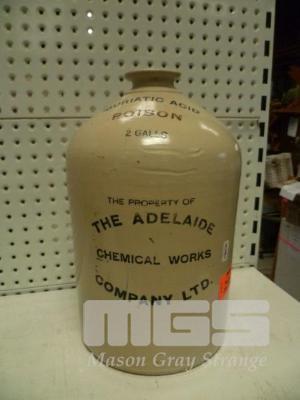 MURIATIC ACID
POISON
2 GALLS
THE PROPERTY OF
THE ADELAIDE
CHEMICAL WORKS
COMPANY LTD.
MGS
Mason Gray Strange